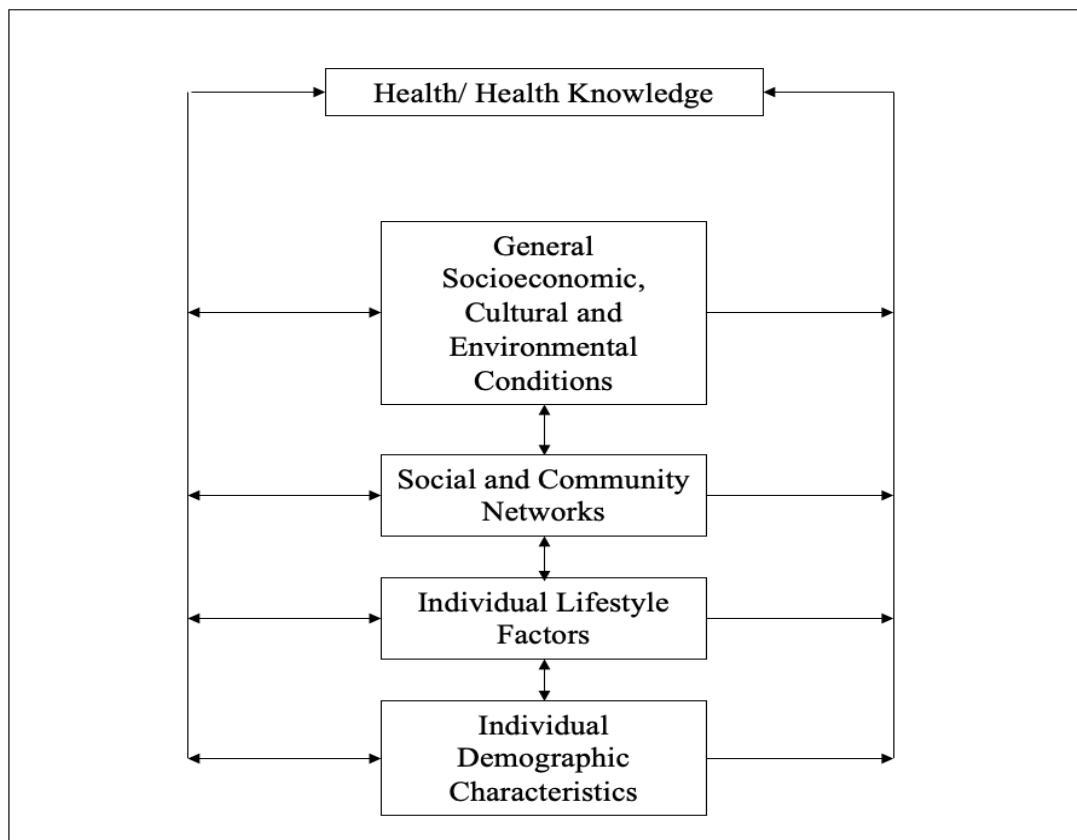 Health/ Health Knowledge
General
Socioeconomic,
Cultural and
Environmental
Conditions
Social and Community
Networks
Individual Lifestyle
Factors
Individual
Demographic
Characteristics